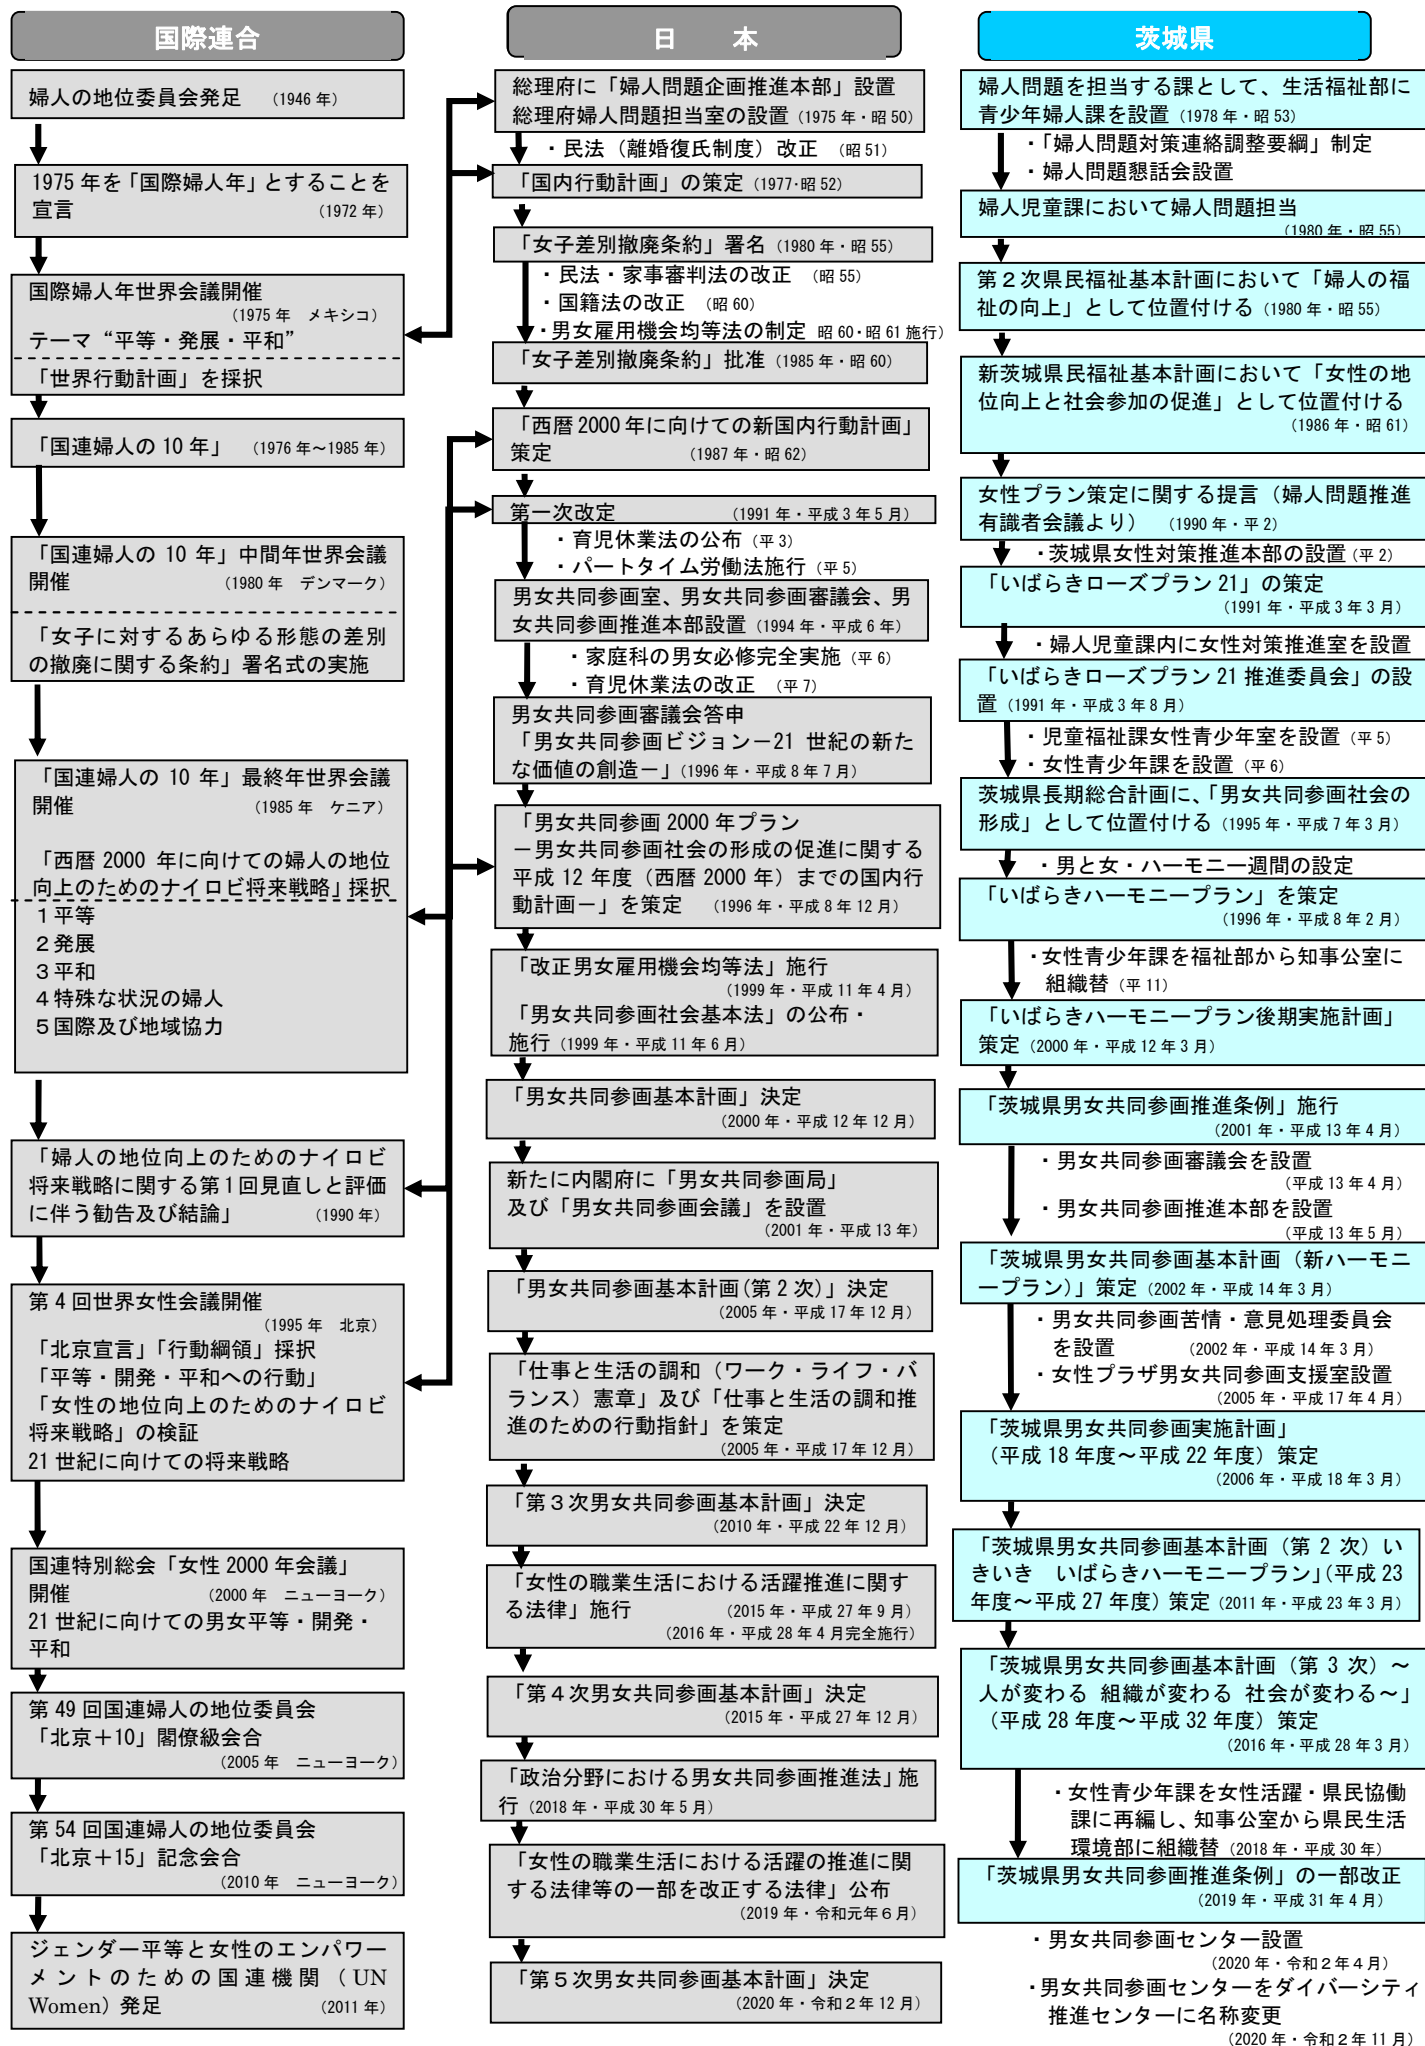 国際連合
婦人の地位委員会発足 （1946年）
1975年を「国際婦人年」とすることを
宣言 （1972年）
国際婦人年世界会議開催
（1975年 メキシコ）
テーマ“平等・発展・平和”
「世界行動計画」を採択
「国連婦人の10年」 （1976年～1985年）
「国連婦人の10年」中間年世界会議
開催 （1980年 デンマーク）
「女子に対するあらゆる形態の差別
の撤廃に関する条約」署名式の実施
「国連婦人の10年」最終年世界会議
開催 （1985年 ケニア）
「西暦2000年に向けての婦人の地位
向上のためのナイロビ将来戦略」採択
１平等
２発展
３平和
４特殊な状況の婦人
５国際及び地域協力
「婦人の地位向上のためのナイロビ
将来戦略に関する第1回見直しと評価
に伴う勧告及び結論」 （1990年）
第4回世界女性会議開催
（1995年 北京）
「北京宣言」「行動綱領」採択
「平等・開発・平和への行動」
「女性の地位向上のためのナイロビ
将来戦略」の検証
21世紀に向けての将来戦略
国連特別総会「女性2000年会議」
開催 （2000年 ニューヨーク）
21世紀に向けての男女平等・開発・
平和
第49回国連婦人の地位委員会
「北京＋10」閣僚級会合
（2005年 ニューヨーク）
第54回国連婦人の地位委員会
「北京＋15」記念会合
（2010年 ニューヨーク）
ジェンダー平等と女性のエンパワー
メントのための国連機関（UN
Women）発足 （2011年）
日 本
総理府に「婦人問題企画推進本部」設置
総理府婦人問題担当室の設置（1975年・昭50）
・民法（離婚復氏制度）改正 （昭51）
「国内行動計画」の策定（1977・昭52）
「女子差別撤廃条約」署名（1980年・昭55）
・民法・家事審判法の改正 （昭55）
・国籍法の改正 （昭60）
・男女雇用機会均等法の制定 昭60・昭61施行）
「女子差別撤廃条約」批准（1985年・昭60）
「西暦2000年に向けての新国内行動計画」
策定 （1987年・昭62）
第一次改定 （1991年・平成3年5月）
・育児休業法の公布（平3）
・パートタイム労働法施行（平5）
男女共同参画室、男女共同参画審議会、男
女共同参画推進本部設置（1994年・平成6年）
・家庭科の男女必修完全実施（平6）
・育児休業法の改正 （平7）
男女共同参画審議会答申
「男女共同参画ビジョン－21世紀の新た
な価値の創造－」（1996年・平成8年7月）
「男女共同参画2000年プラン
－男女共同参画社会の形成の促進に関する
平成12年度（西暦2000年）までの国内行
動計画－」を策定 （1996年・平成8年12月）
「改正男女雇用機会均等法」施行
（1999年・平成11年4月）
「男女共同参画社会基本法」の公布・
施行（1999年・平成11年6月）
「男女共同参画基本計画」決定
（2000年・平成12年12月）
新たに内閣府に「男女共同参画局」
及び「男女共同参画会議」を設置
（2001年・平成13年）
「男女共同参画基本計画(第2次）」決定
（2005年・平成17年12月）
「仕事と生活の調和（ワーク・ライフ・バ
ランス）憲章」及び「仕事と生活の調和推
進のための行動指針」を策定
（2005年・平成17年12月）
「第３次男女共同参画基本計画」決定
（2010年・平成22年12月）
「女性の職業生活における活躍推進に関す
る法律」施行 （2015年・平成27年9月）
（2016年・平成28年4月完全施行）
「第４次男女共同参画基本計画」決定
（2015年・平成27年12月）
「政治分野における男女共同参画推進法」施
行（2018年・平成30年5月）
「女性の職業生活における活躍の推進に関
する法律等の一部を改正する法律」公布
（2019年・令和元年６月）
「第５次男女共同参画基本計画」決定
（2020年・令和２年12月）
茨城県
婦人問題を担当する課として、生活福祉部に
青少年婦人課を設置（1978年・昭53）
・「婦人問題対策連絡調整要綱」制定
・婦人問題懇話会設置
婦人児童課において婦人問題担当
（1980年・昭55）
第２次県民福祉基本計画において「婦人の福
祉の向上」として位置付ける（1980年・昭55）
新茨城県民福祉基本計画において「女性の地
位向上と社会参加の促進」として位置付ける
（1986年・昭61）
女性プラン策定に関する提言（婦人問題推進
有識者会議より） （1990年・平2）
・茨城県女性対策推進本部の設置（平2）
「いばらきローズプラン21」の策定
（1991年・平成3年3月）
・婦人児童課内に女性対策推進室を設置
「いばらきローズプラン21推進委員会」の設
置（1991年・平成3年8月）
・児童福祉課女性青少年室を設置（平5）
・女性青少年課を設置（平6）
茨城県長期総合計画に、「男女共同参画社会の
形成」として位置付ける（1995年・平成7年3月）
・男と女・ハーモニー週間の設定
「いばらきハーモニープラン」を策定
（1996年・平成8年2月）
・女性青少年課を福祉部から知事公室に
組織替（平11）
「いばらきハーモニープラン後期実施計画」
策定（2000年・平成12年3月）
「茨城県男女共同参画推進条例」施行
（2001年・平成13年4月）
・男女共同参画審議会を設置
（平成13年4月）
・男女共同参画推進本部を設置
（平成13年5月）
「茨城県男女共同参画基本計画（新ハーモニ
ープラン）」策定（2002年・平成14年3月）
・男女共同参画苦情・意見処理委員会
を設置 （2002年・平成14年3月）
・女性プラザ男女共同参画支援室設置
（2005年・平成17年4月）
「茨城県男女共同参画実施計画」
（平成18年度～平成22年度）策定
（2006年・平成18年3月）
「茨城県男女共同参画基本計画（第2次）い
きいき いばらきハーモニープラン」（平成23
年度～平成27年度）策定（2011年・平成23年3月）
「茨城県男女共同参画基本計画（第3次）～
人が変わる 組織が変わる 社会が変わる～」
（平成28年度～平成32年度）策定
（2016年・平成28年3月）
・女性青少年課を女性活躍・県民協働
課に再編し、知事公室から県民生活
環境部に組織替（2018年・平成30年）
「茨城県男女共同参画推進条例」の一部改正
（2019年・平成31年4月）
・男女共同参画センター設置
（2020年・令和２年４月）
・男女共同参画センターをダイバーシティ
推進センターに名称変更
（2020年・令和２年11月）